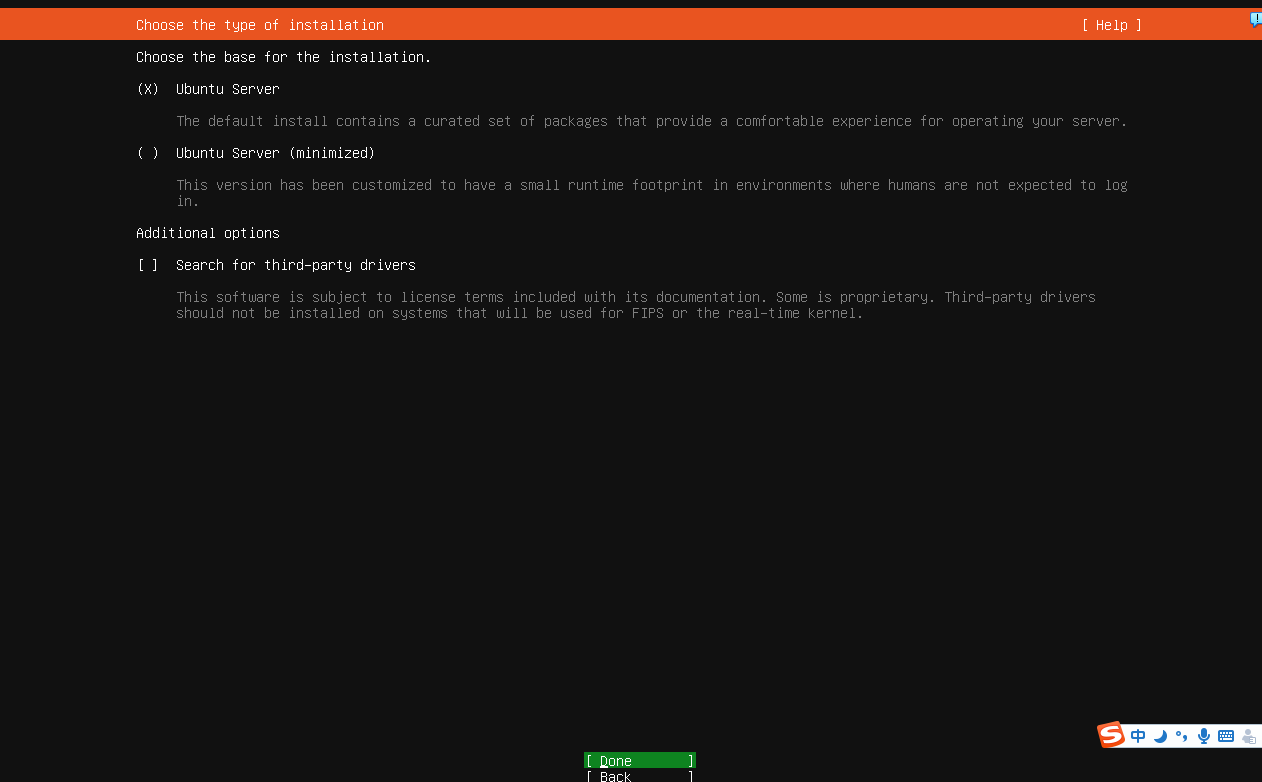 Choose the type of installation [ Help ]
Choose the base for the installation.
(X) Ubuntu Server
The default install contains a curated set of packages that provide a comfortable experience for operating your server.
( ) Ubuntu Server (minimized)
This version has been customized to have a small runtime footprint in environments where humans are not expected to log
in.
Additional options
[ ] Search for third-party drivers
This software is subject to license terms included with its documentation. Some is proprietary. Third-party drivers
should not be installed on systems that will be used for FIPS or the real-time kernel.
S 中
[ Done ]
[ Back ]